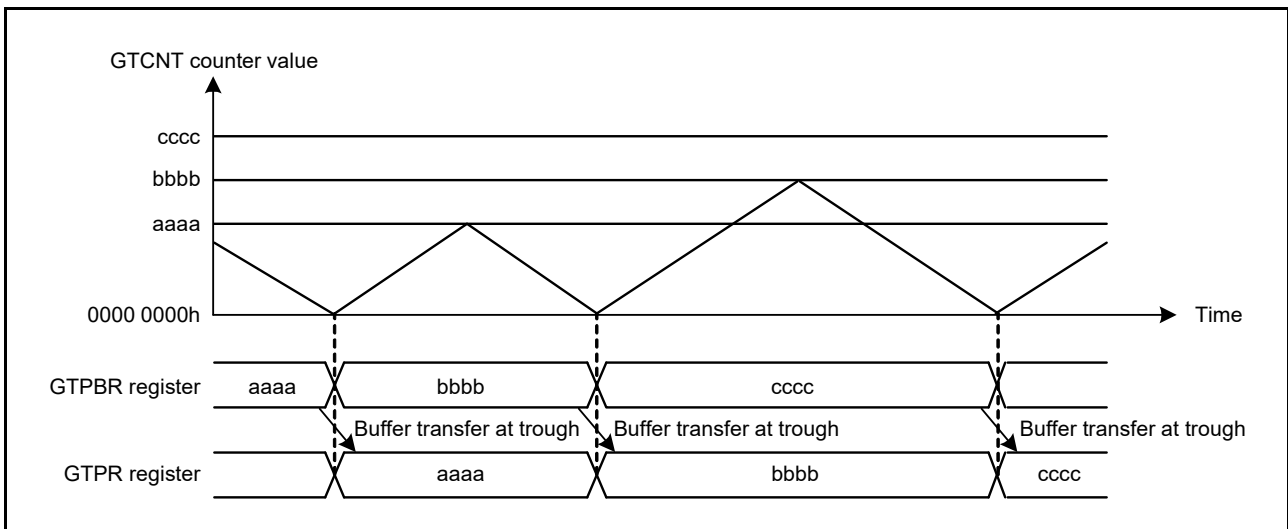 GTCNT counter value
cccc
bbbb
aaaa
0000 0000h
Time
GTPBR register
aaaa
bbbb
cccc
Buffer transfer at trough
Buffer transfer at trough
Buffer transfer at trough
GTPR register
aaaa
bbbb
cccc